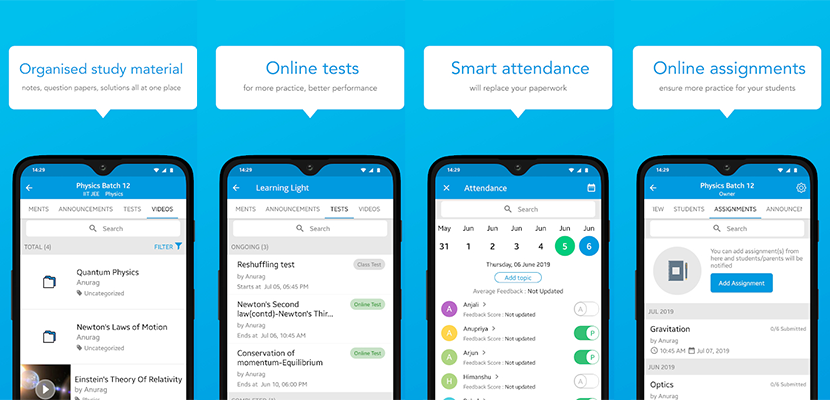 Organised study material
notes, question papers, solutions all at one place
14:29
Physics Batch 12
IIT JEE Physics
MENTS ANNOUNCEMENTS TESTS VIDEOS
Search
TOTAL (4) FILTER
Quantum Physics
Anurag
Uncategorized
Newton's Laws of Motion
Anurag
Uncategorized
Einstein's Theory Of Relativity
by Anurag
Online tests
for more practice, better performance
14:29
Learning Light
MENTS ANNOUNCEMENTS TESTS VIDEOS
Search
ONGOING (3)
Reshuffling test Class Test
by Anurag
Starts at Jul 05, 05:45 PM
Newton's Second Online Test
law(contd)-Newton's Thir...
by Anurag
Ends at Jul 06, 10:45 AM
Conservation of Online Test
momentum-Equilibrium
by Anurag
Ends at Jun 10, 06:00 PM
Smart attendance
will replace your paperwork
14:29
Attendance
Search
May Jun Jun Jun Jun Jun Jun
31 1 2 3 4 5 6
Thursday, 06 June 2019
Add topic
Average Feedback : Not Updated
A Anjali > A
Feedback Score : Not updated
A Anupriya > P
Feedback Score : Not updated
A Arjun > P
Feedback Score : Not updated
H Himanshu > A
Feedback Score : Not updated
Online assignments
ensure more practice for your students
14:29
Physics Batch 12
Owner
IEW STUDENTS ASSIGNMENTS ANNOUNCEI
Search
You can add assignment(s) from
here and students/parents will be
notified
Add Assignment
JUL 2019
Gravitation 0/6 Submitted
10:45 AM Jul 07, 2019
JUN 2019
Optics 0/6 Submitted
by Anurag